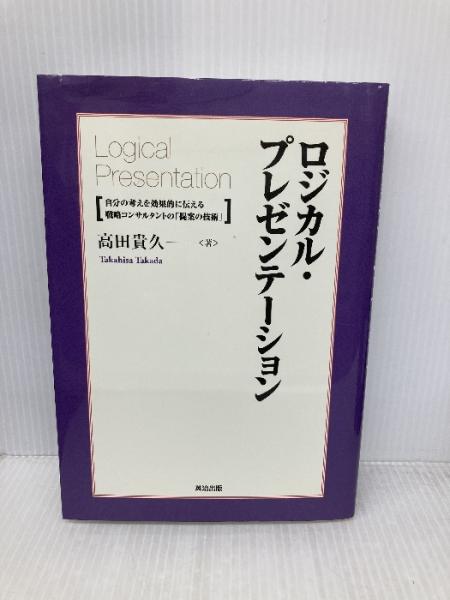 ロジカル・
プレゼンテーション
Logical
Presentation
自分の考えを効果的に伝える
戦略コンサルタントの「提案の技術」
高田貴久 <著>
Takahisa Takada
英治出版